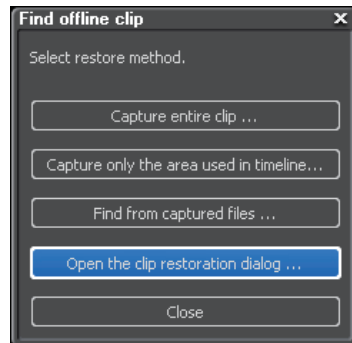 Find offline clip
Select restore method.
Capture entire clip ...
Capture only the area used in timeline...
Find from captured files ...
Open the clip restoration dialog ...
Close